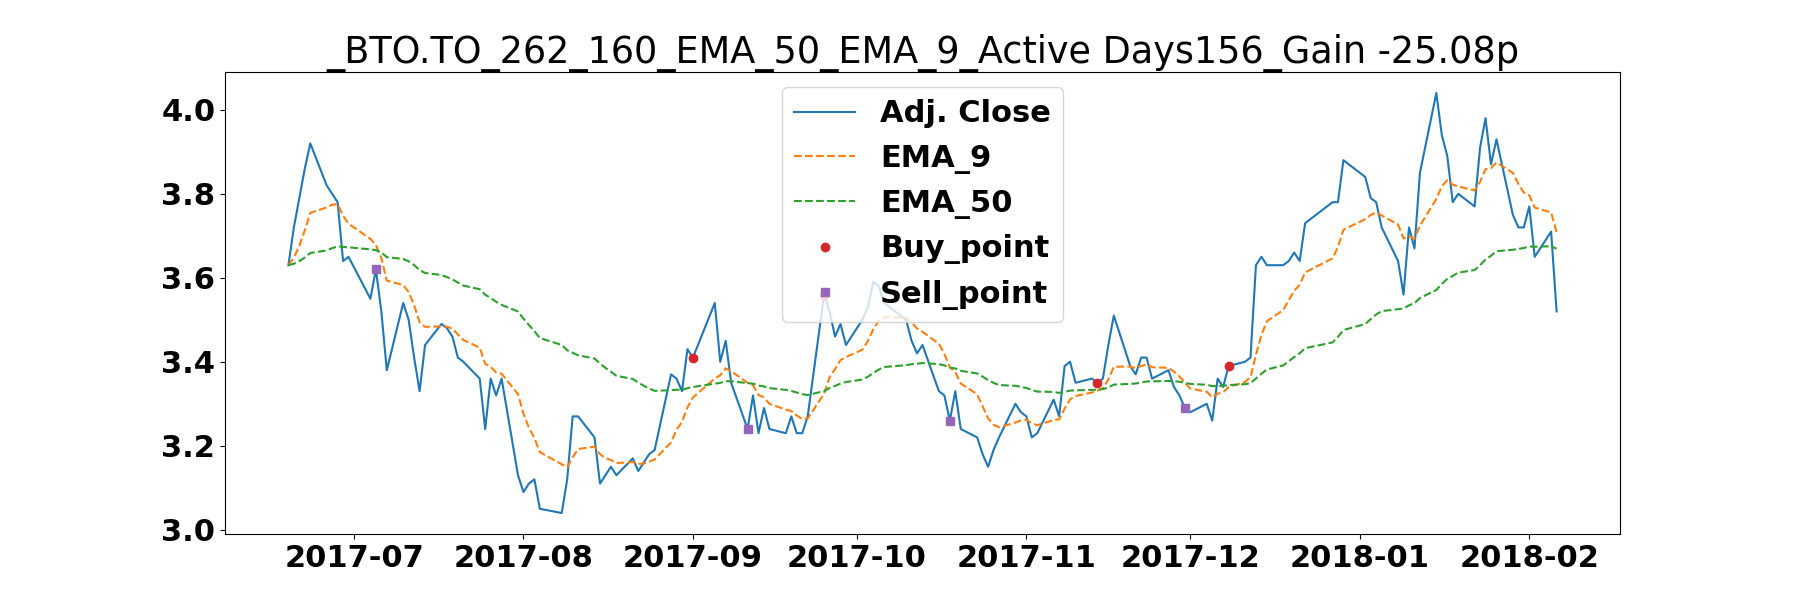 _BTO.TO_262_160_EMA_50_EMA_9_Active Days156_Gain -25.08p
Adj. Close
EMA_9
EMA_50
Buy_point
Sell_point
4.0
3.8
3.6
3.4
3.2
3.0
2017-07 2017-08 2017-09 2017-10 2017-11 2017-12 2018-01 2018-02